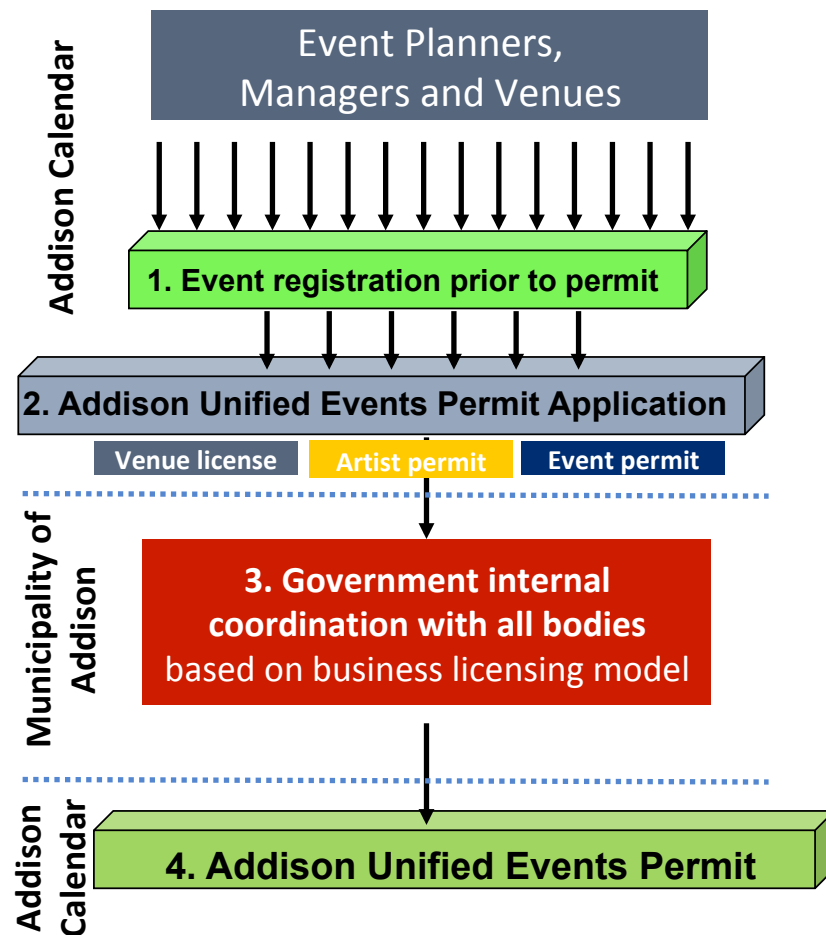 Addison Calendar
Event Planners,
Managers and Venues
1. Event registration prior to permit
2. Addison Unified Events Permit Application
Venue license
Artist permit
Event permit
Municipality of
Addison
3. Government internal
coordination with all bodies
based on business licensing model
Addison
Calendar
4. Addison Unified Events Permit